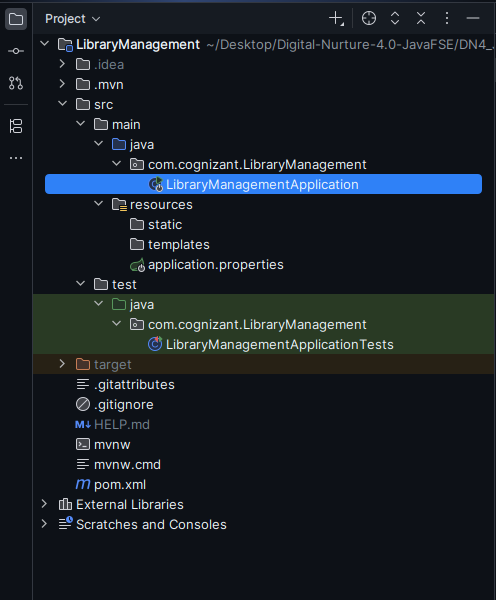 Project
LibraryManagement ~/Desktop/Digital-Nurture-4.0-JavaFSE/DN4_
.idea
.mvn
src
main
java
com.cognizant.LibraryManagement
LibraryManagementApplication
resources
static
templates
application.properties
test
java
com.cognizant.LibraryManagement
LibraryManagementApplicationTests
target
.gitattributes
.gitignore
M↓ HELP.md
mvnw
mvnw.cmd
m pom.xml
External Libraries
Scratches and Consoles